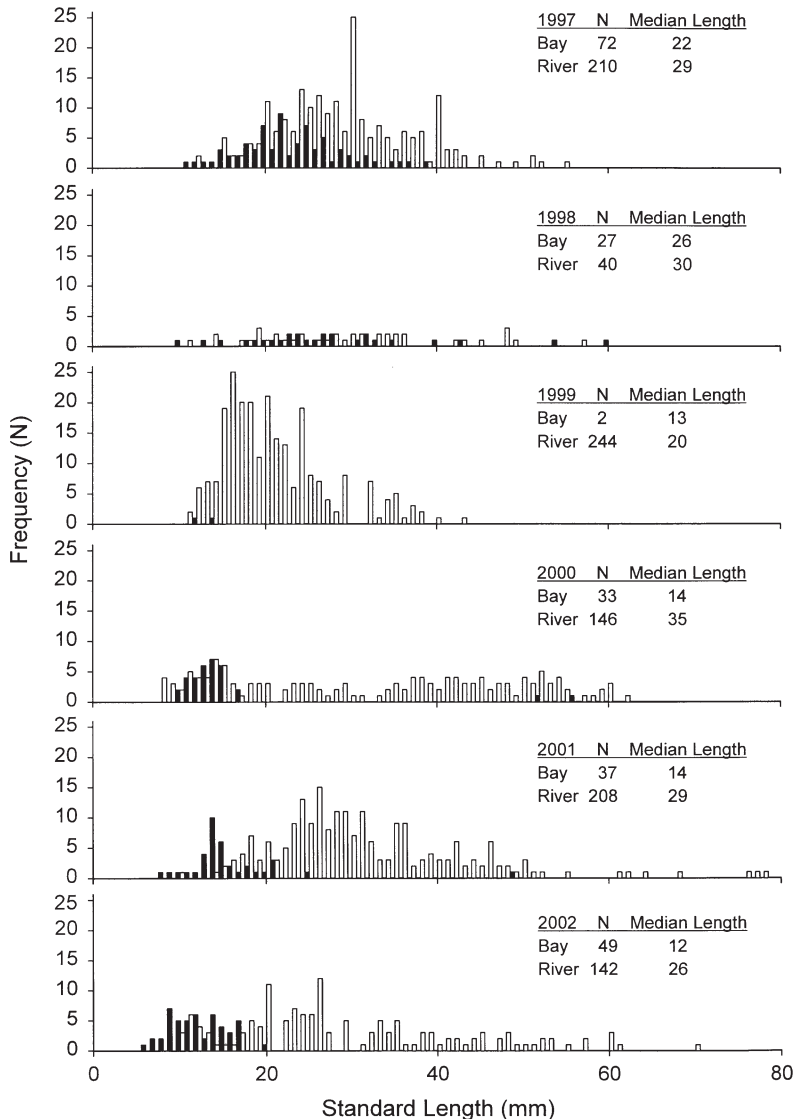 Frequency (N)
1997 N Median Length
Bay 72 22
River 210 29
25
20
15
10
5
0
1998 N Median Length
Bay 27 26
River 40 30
25
20
15
10
5
0
1999 N Median Length
Bay 2 13
River 244 20
25
20
15
10
5
0
2000 N Median Length
Bay 33 14
River 146 35
25
20
15
10
5
0
2001 N Median Length
Bay 37 14
River 208 29
25
20
15
10
5
0
2002 N Median Length
Bay 49 12
River 142 26
25
20
15
10
5
0
0 20 40 60 80
Standard Length (mm)